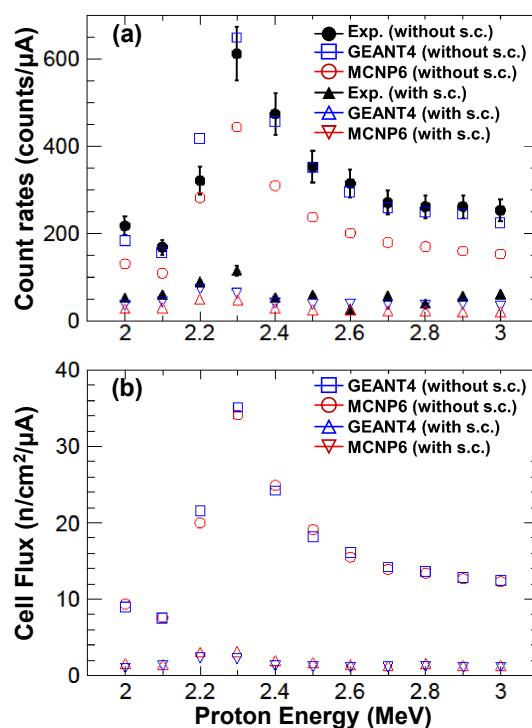 (a)
Exp. (without s.c.)
GEANT4 (without s.c.)
MCNP6 (without s.c.)
Exp. (with s.c.)
GEANT4 (with s.c.)
MCNP6 (with s.c.)
Count rates (counts/μA)
600
400
200
0
2 2.2 2.4 2.6 2.8 3
(b)
GEANT4 (without s.c.)
MCNP6 (without s.c.)
GEANT4 (with s.c.)
MCNP6 (with s.c.)
Cell Flux (n/cm²/μA)
40
30
20
10
0
2 2.2 2.4 2.6 2.8 3
Proton Energy (MeV)